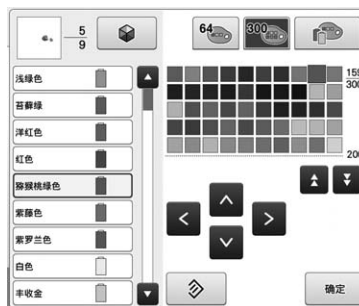 5
9
64
300
浅绿色
苔藓绿
洋红色
红色
猕猴桃绿色
紫藤色
紫罗兰色
白色
丰收金
155
300
200
确定